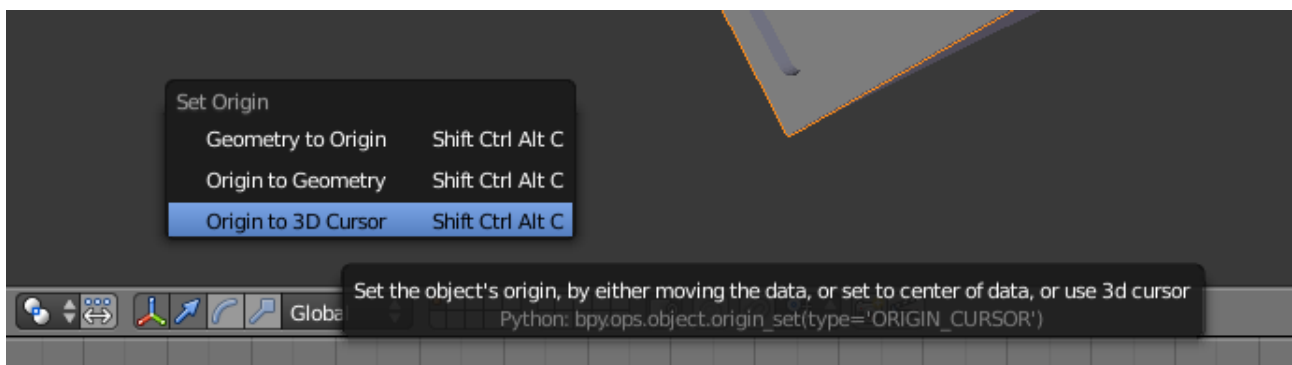 Set Origin
Geometry to Origin Shift Ctrl Alt C
Origin to Geometry Shift Ctrl Alt C
Origin to 3D Cursor Shift Ctrl Alt C
Set the object's origin, by either moving the data, or set to center of data, or use 3d cursor
Globa
Python: bpy.ops.object.origin_set(type='ORIGIN_CURSOR')